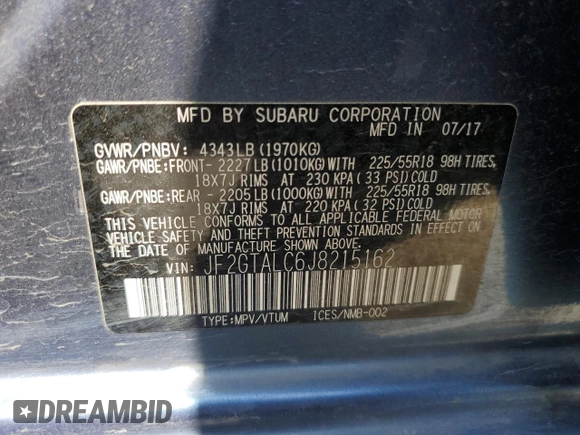 MFD BY SUBARU CORPORATION
MFD IN 07/17
GVWR/PNBV: 4343LB (1970KG)
GAWR/PNBE:FRONT- 2227LB(1010KG)WITH 225/55R18 98H TIRES,
18X7J RIMS AT 230 KPA(33 PSI)COLD
GAWR/PNBE:REAR - 2205LB(1000KG)WITH 225/55R18 98H TIRES,
18X7J RIMS AT 220 KPA(32 PSI)COLD
THIS VEHICLE CONFORMS TO ALL APPLICABLE FEDERAL MOTOR
VEHICLE SAFETY AND THEFT PREVENTION STANDARDS IN EFFECT ON
THE DATE OF MANUFACTURE SHOWN ABOVE.
VIN: JF2GTALC6J8215162
TYPE:MPV/VTUM ICES/NMB-002
DREAMBID